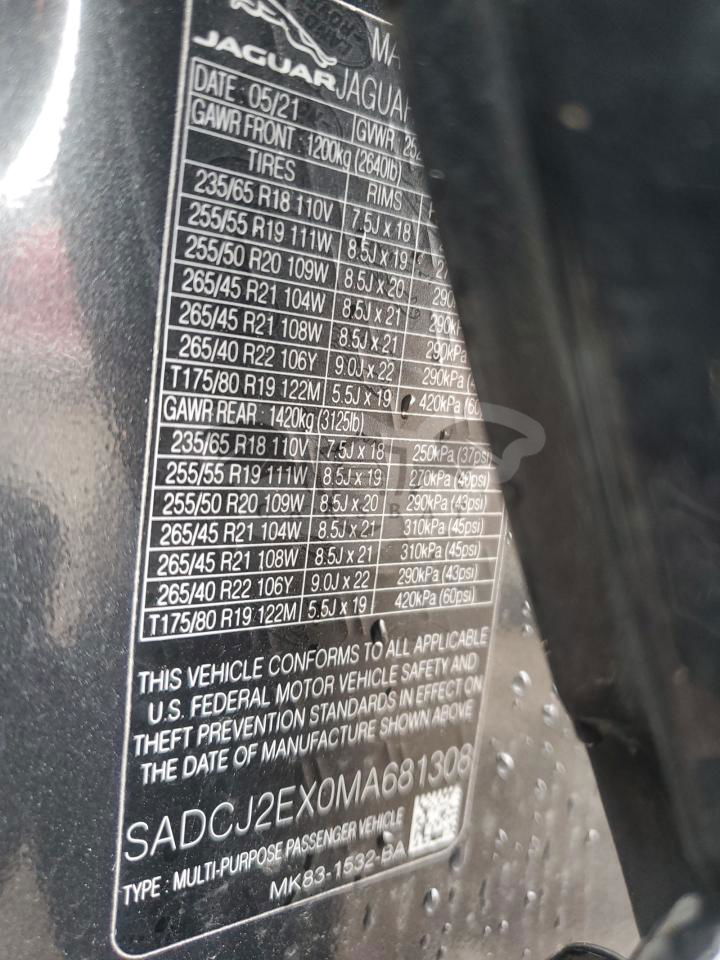 JAGUAR
DATE : 05/21
GAWR FRONT : 1200kg (2640lb)
TIRES RIMS
235/65 R18 110V 7.5J x 18
255/55 R19 111W 8.5J x 19
255/50 R20 109W 8.5J x 20
265/45 R21 104W 8.5J x 21
265/45 R21 108W 8.5J x 21
265/40 R22 106Y 9.0J x 22 290kPa
T175/80 R19 122M 5.5J x 19 420kPa
GAWR REAR : 1420kg (3125lb)
235/65 R18 110V 7.5J x 18 250kPa (37psi)
255/55 R19 111W 8.5J x 19 270kPa (40psi)
255/50 R20 109W 8.5J x 20 290kPa (43psi)
265/45 R21 104W 8.5J x 21 310kPa (45psi)
265/45 R21 108W 8.5J x 21 310kPa (45psi)
265/40 R22 106Y 9.0J x 22 290kPa (43psi)
T175/80 R19 122M 5.5J x 19 420kPa (60psi)
THIS VEHICLE CONFORMS TO ALL APPLICABLE
U.S. FEDERAL MOTOR VEHICLE SAFETY AND
THEFT PREVENTION STANDARDS IN EFFECT ON
THE DATE OF MANUFACTURE SHOWN ABOVE
SADCJ2EX0MA681308
TYPE : MULTI-PURPOSE PASSENGER VEHICLE
MK83-1532-BA